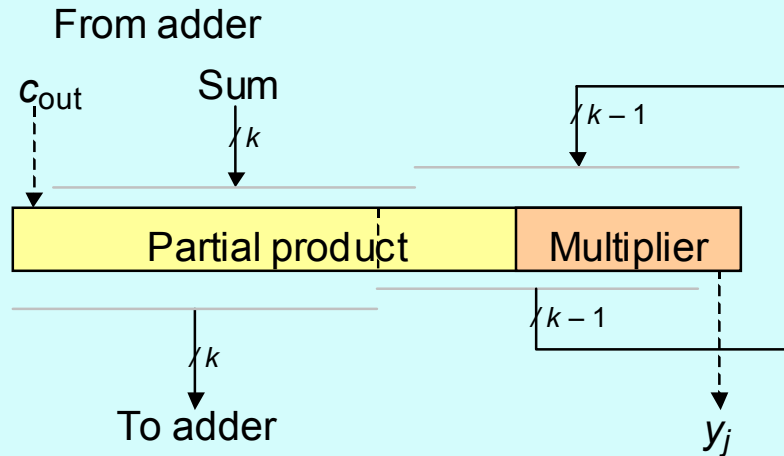 From adder
c_out Sum
k
k – 1
Partial product Multiplier
k – 1
k
To adder
y_j